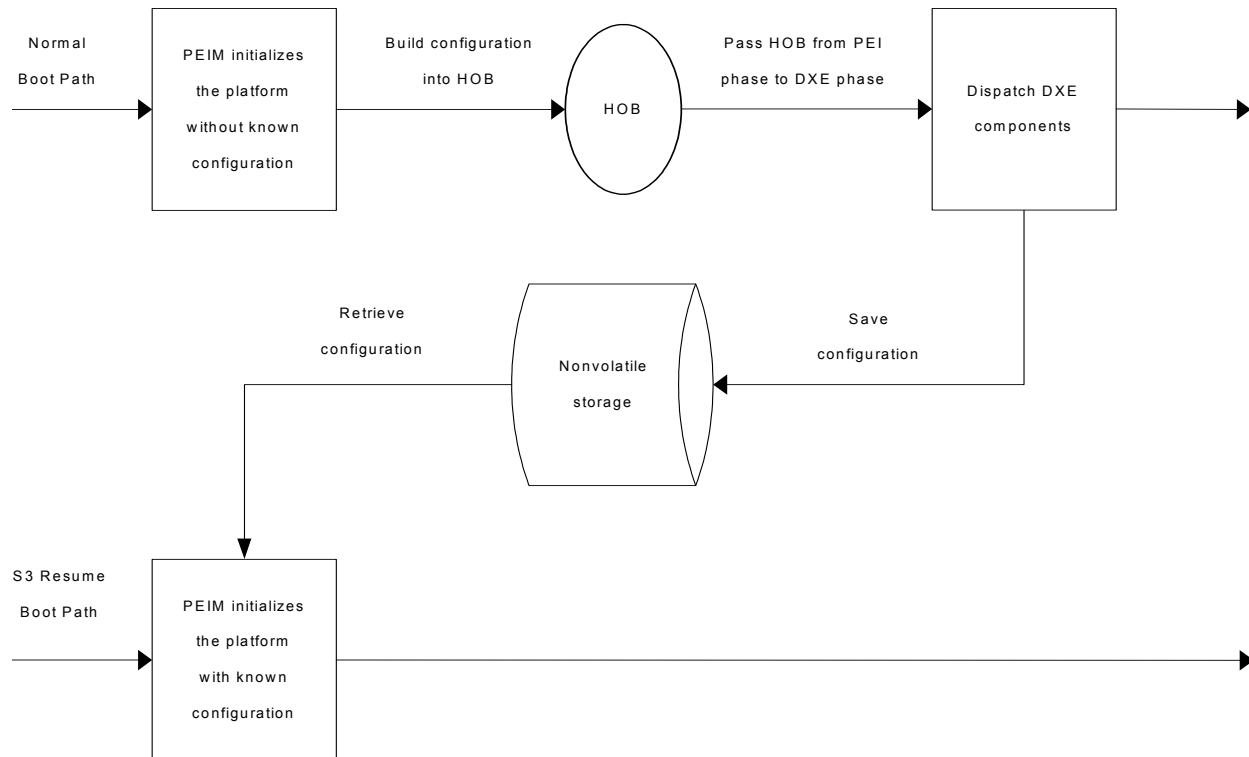 Normal
Boot Path
PEIM initializes
the platform
without known
configuration
Build configuration
into HOB
HOB
Pass HOB from PEI
phase to DXE phase
Dispatch DXE
components
Retrieve
configuration
Nonvolatile
storage
Save
configuration
S3 Resume
Boot Path
PEIM initializes
the platform
with known
configuration